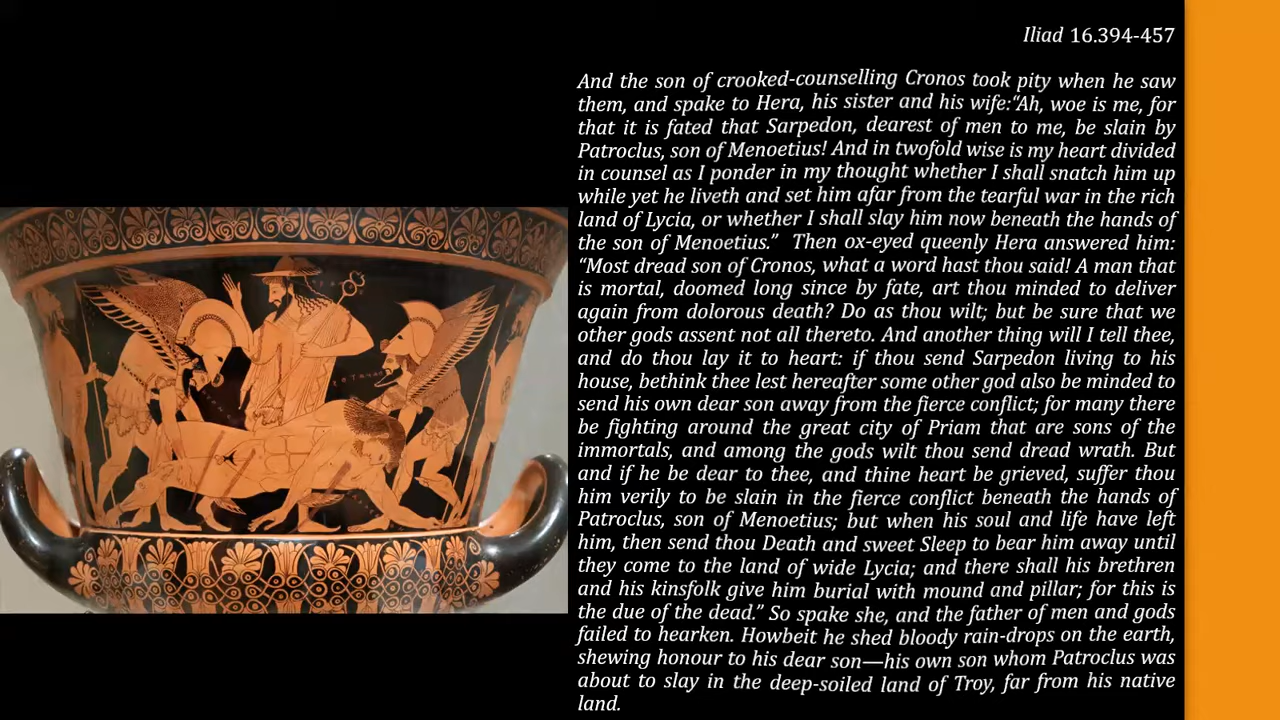 Iliad 16.394-457
And the son of crooked-counselling Cronos took pity when he saw
them, and spake to Hera, his sister and his wife:“Ah, woe is me, for
that it is fated that Sarpedon, dearest of men to me, be slain by
Patroclus, son of Menoetius! And in twofold wise is my heart divided
in counsel as I ponder in my thought whether I shall snatch him up
while yet he liveth and set him afar from the tearful war in the rich
land of Lycia, or whether I shall slay him now beneath the hands of
the son of Menoetius.” Then ox-eyed queenly Hera answered him:
“Most dread son of Cronos, what a word hast thou said! A man that
is mortal, doomed long since by fate, art thou minded to deliver
again from dolorous death? Do as thou wilt; but be sure that we
other gods assent not all thereto. And another thing will I tell thee,
and do thou lay it to heart: if thou send Sarpedon living to his
house, bethink thee lest hereafter some other god also be minded to
send his own dear son away from the fierce conflict; for many there
be fighting around the great city of Priam that are sons of the
immortals, and among the gods wilt thou send dread wrath. But
and if he be dear to thee, and thine heart be grieved, suffer thou
him verily to be slain in the fierce conflict beneath the hands of
Patroclus, son of Menoetius; but when his soul and life have left
him, then send thou Death and sweet Sleep to bear him away until
they come to the land of wide Lycia; and there shall his brethren
and his kinsfolk give him burial with mound and pillar; for this is
the due of the dead.” So spake she, and the father of men and gods
failed to hearken. Howbeit he shed bloody rain-drops on the earth,
shewing honour to his dear son—his own son whom Patroclus was
about to slay in the deep-soiled land of Troy, far from his native
land.